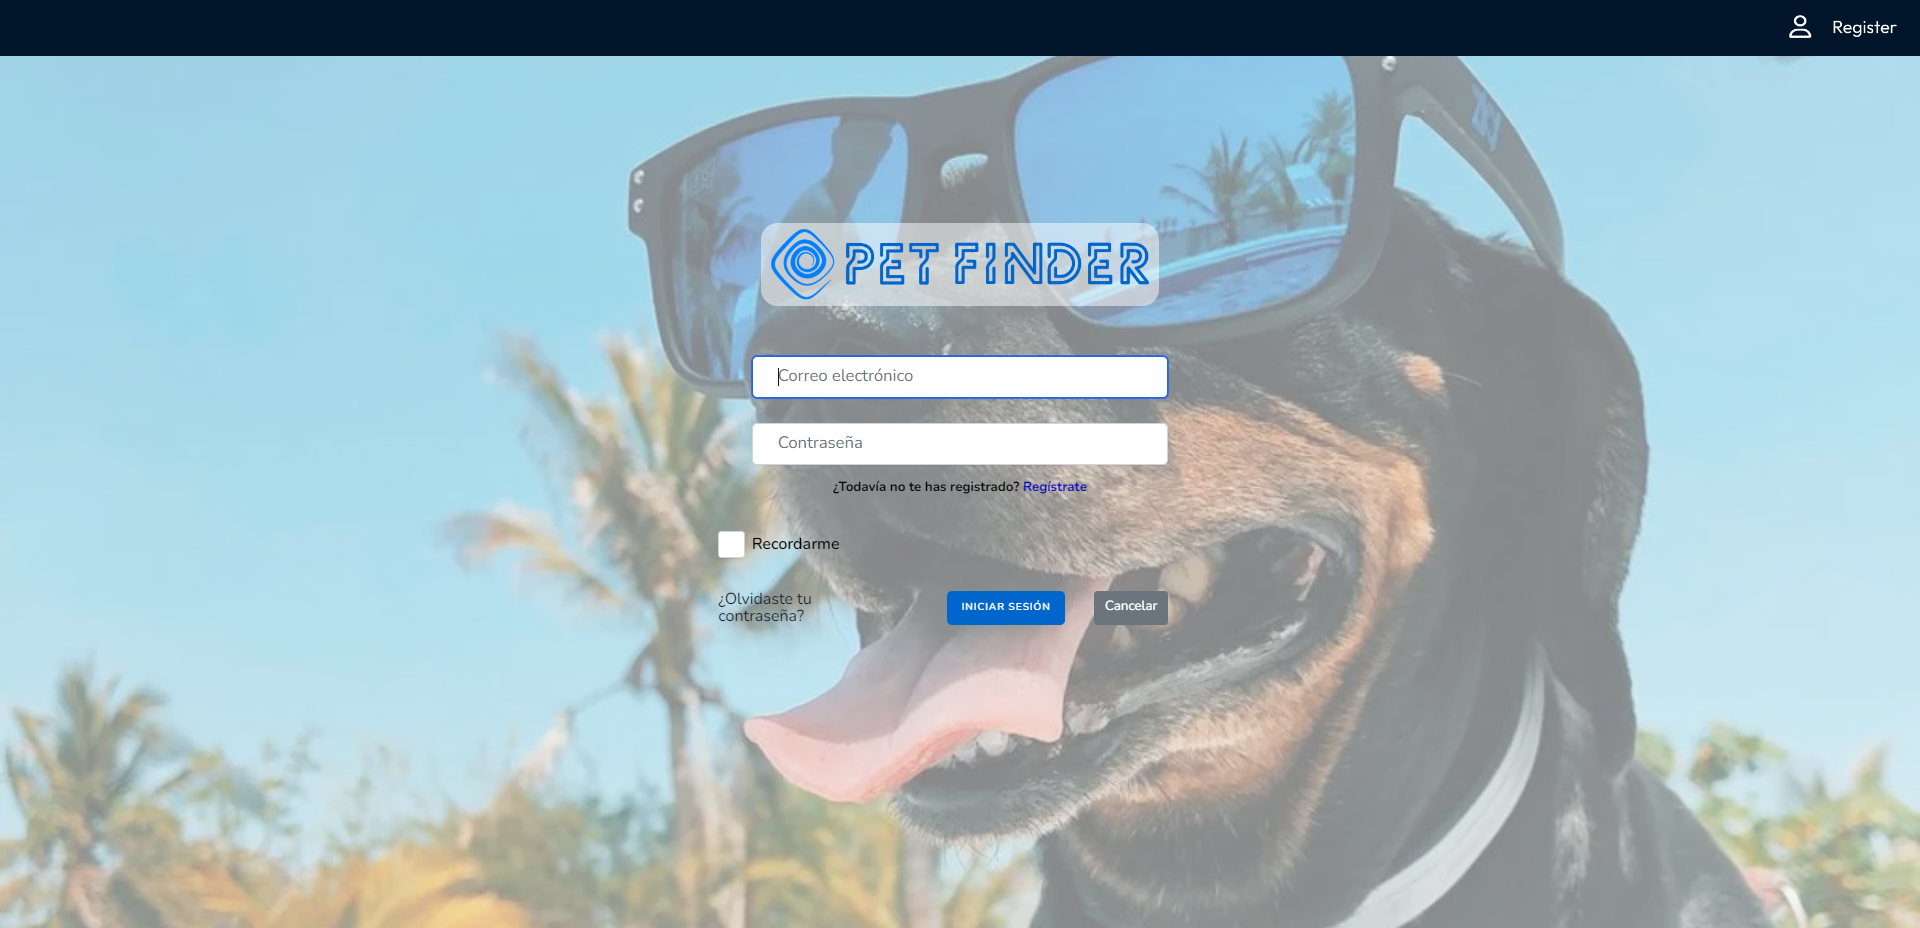 Register
PET FINDER
Correo electrónico
Contraseña
¿Todavía no te has registrado? Regístrate
Recordarme
¿Olvidaste tu
contraseña?
INICIAR SESIÓN
Cancelar